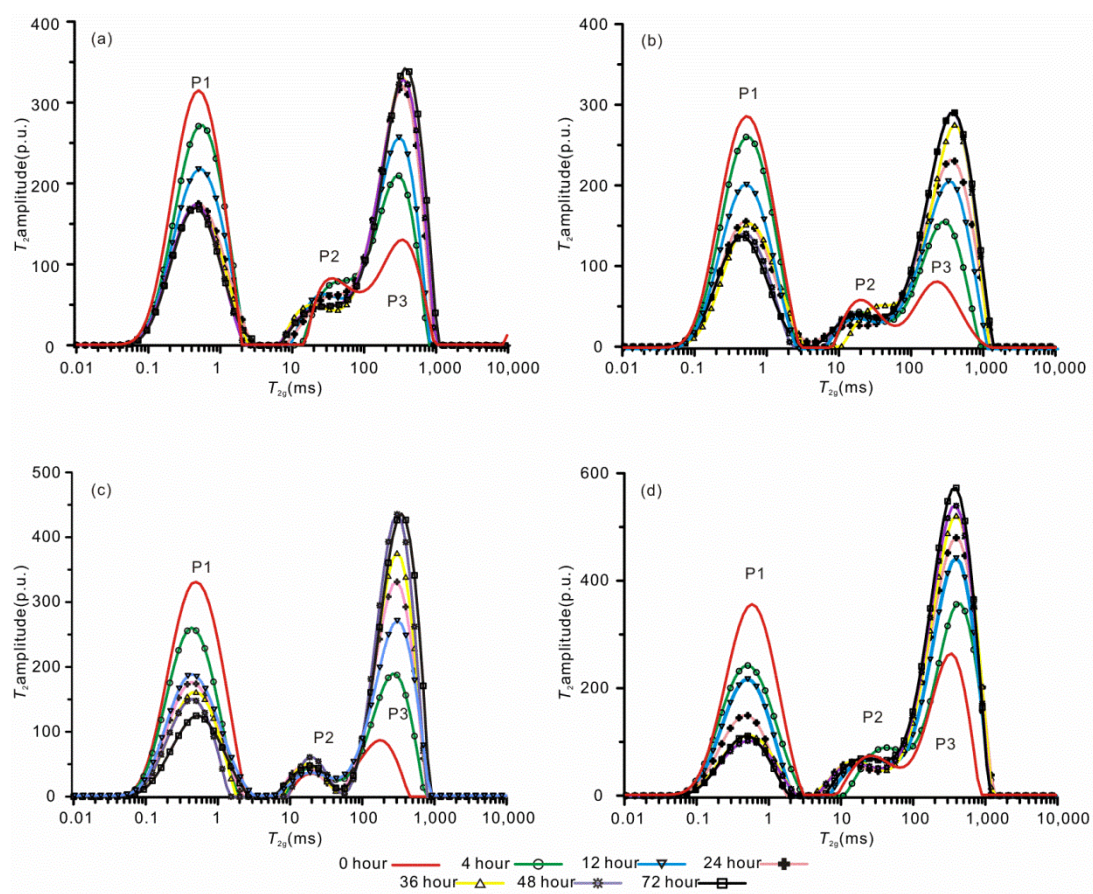 (a)
400
300
200
100
0
T₂amplitude(p.u.)
P1
P2
P3
0.01 0.1 1 10 100 1,000 10,000
T₂g(ms)
(b)
400
300
200
100
0
T₂amplitude(p.u.)
P1
P2
P3
0.01 0.1 1 10 100 1,000 10,000
T₂g(ms)
(c)
500
400
300
200
100
0
T₂amplitude(p.u.)
P1
P2
P3
0.01 0.1 1 10 100 1,000 10,000
T₂g(ms)
(d)
600
400
200
0
T₂amplitude(p.u.)
P1
P2
P3
0.01 0.1 1 10 100 1,000 10,000
T₂g(ms)
0 hour 4 hour 12 hour 24 hour
36 hour 48 hour 72 hour